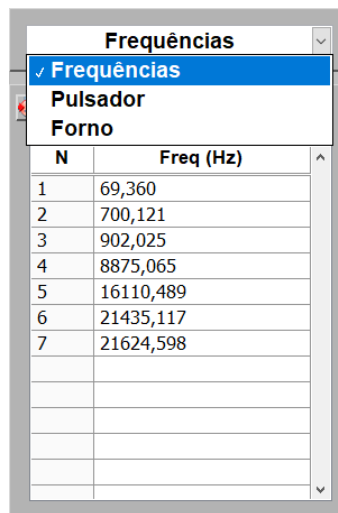 Frequências
✓ Frequências
Pulsador
Forno
N Freq (Hz)
1 69,360
2 700,121
3 902,025
4 8875,065
5 16110,489
6 21435,117
7 21624,598